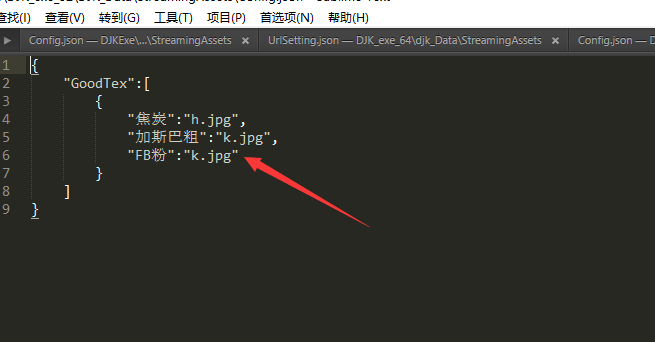 查找(I) 查看(V) 转到(G) 工具(T) 项目(P) 首选项(N) 帮助(H)
Config.json — DJKExe\...\StreamingAssets × UrlSetting.json — DJK_exe_64\djk_Data\StreamingAssets × Config.json — D
1 {
2 "GoodTex":[
3 {
4 "焦炭":"h.jpg",
5 "加斯巴粗":"k.jpg",
6 "FB粉":"k.jpg"
7 }
8 ]
9 }